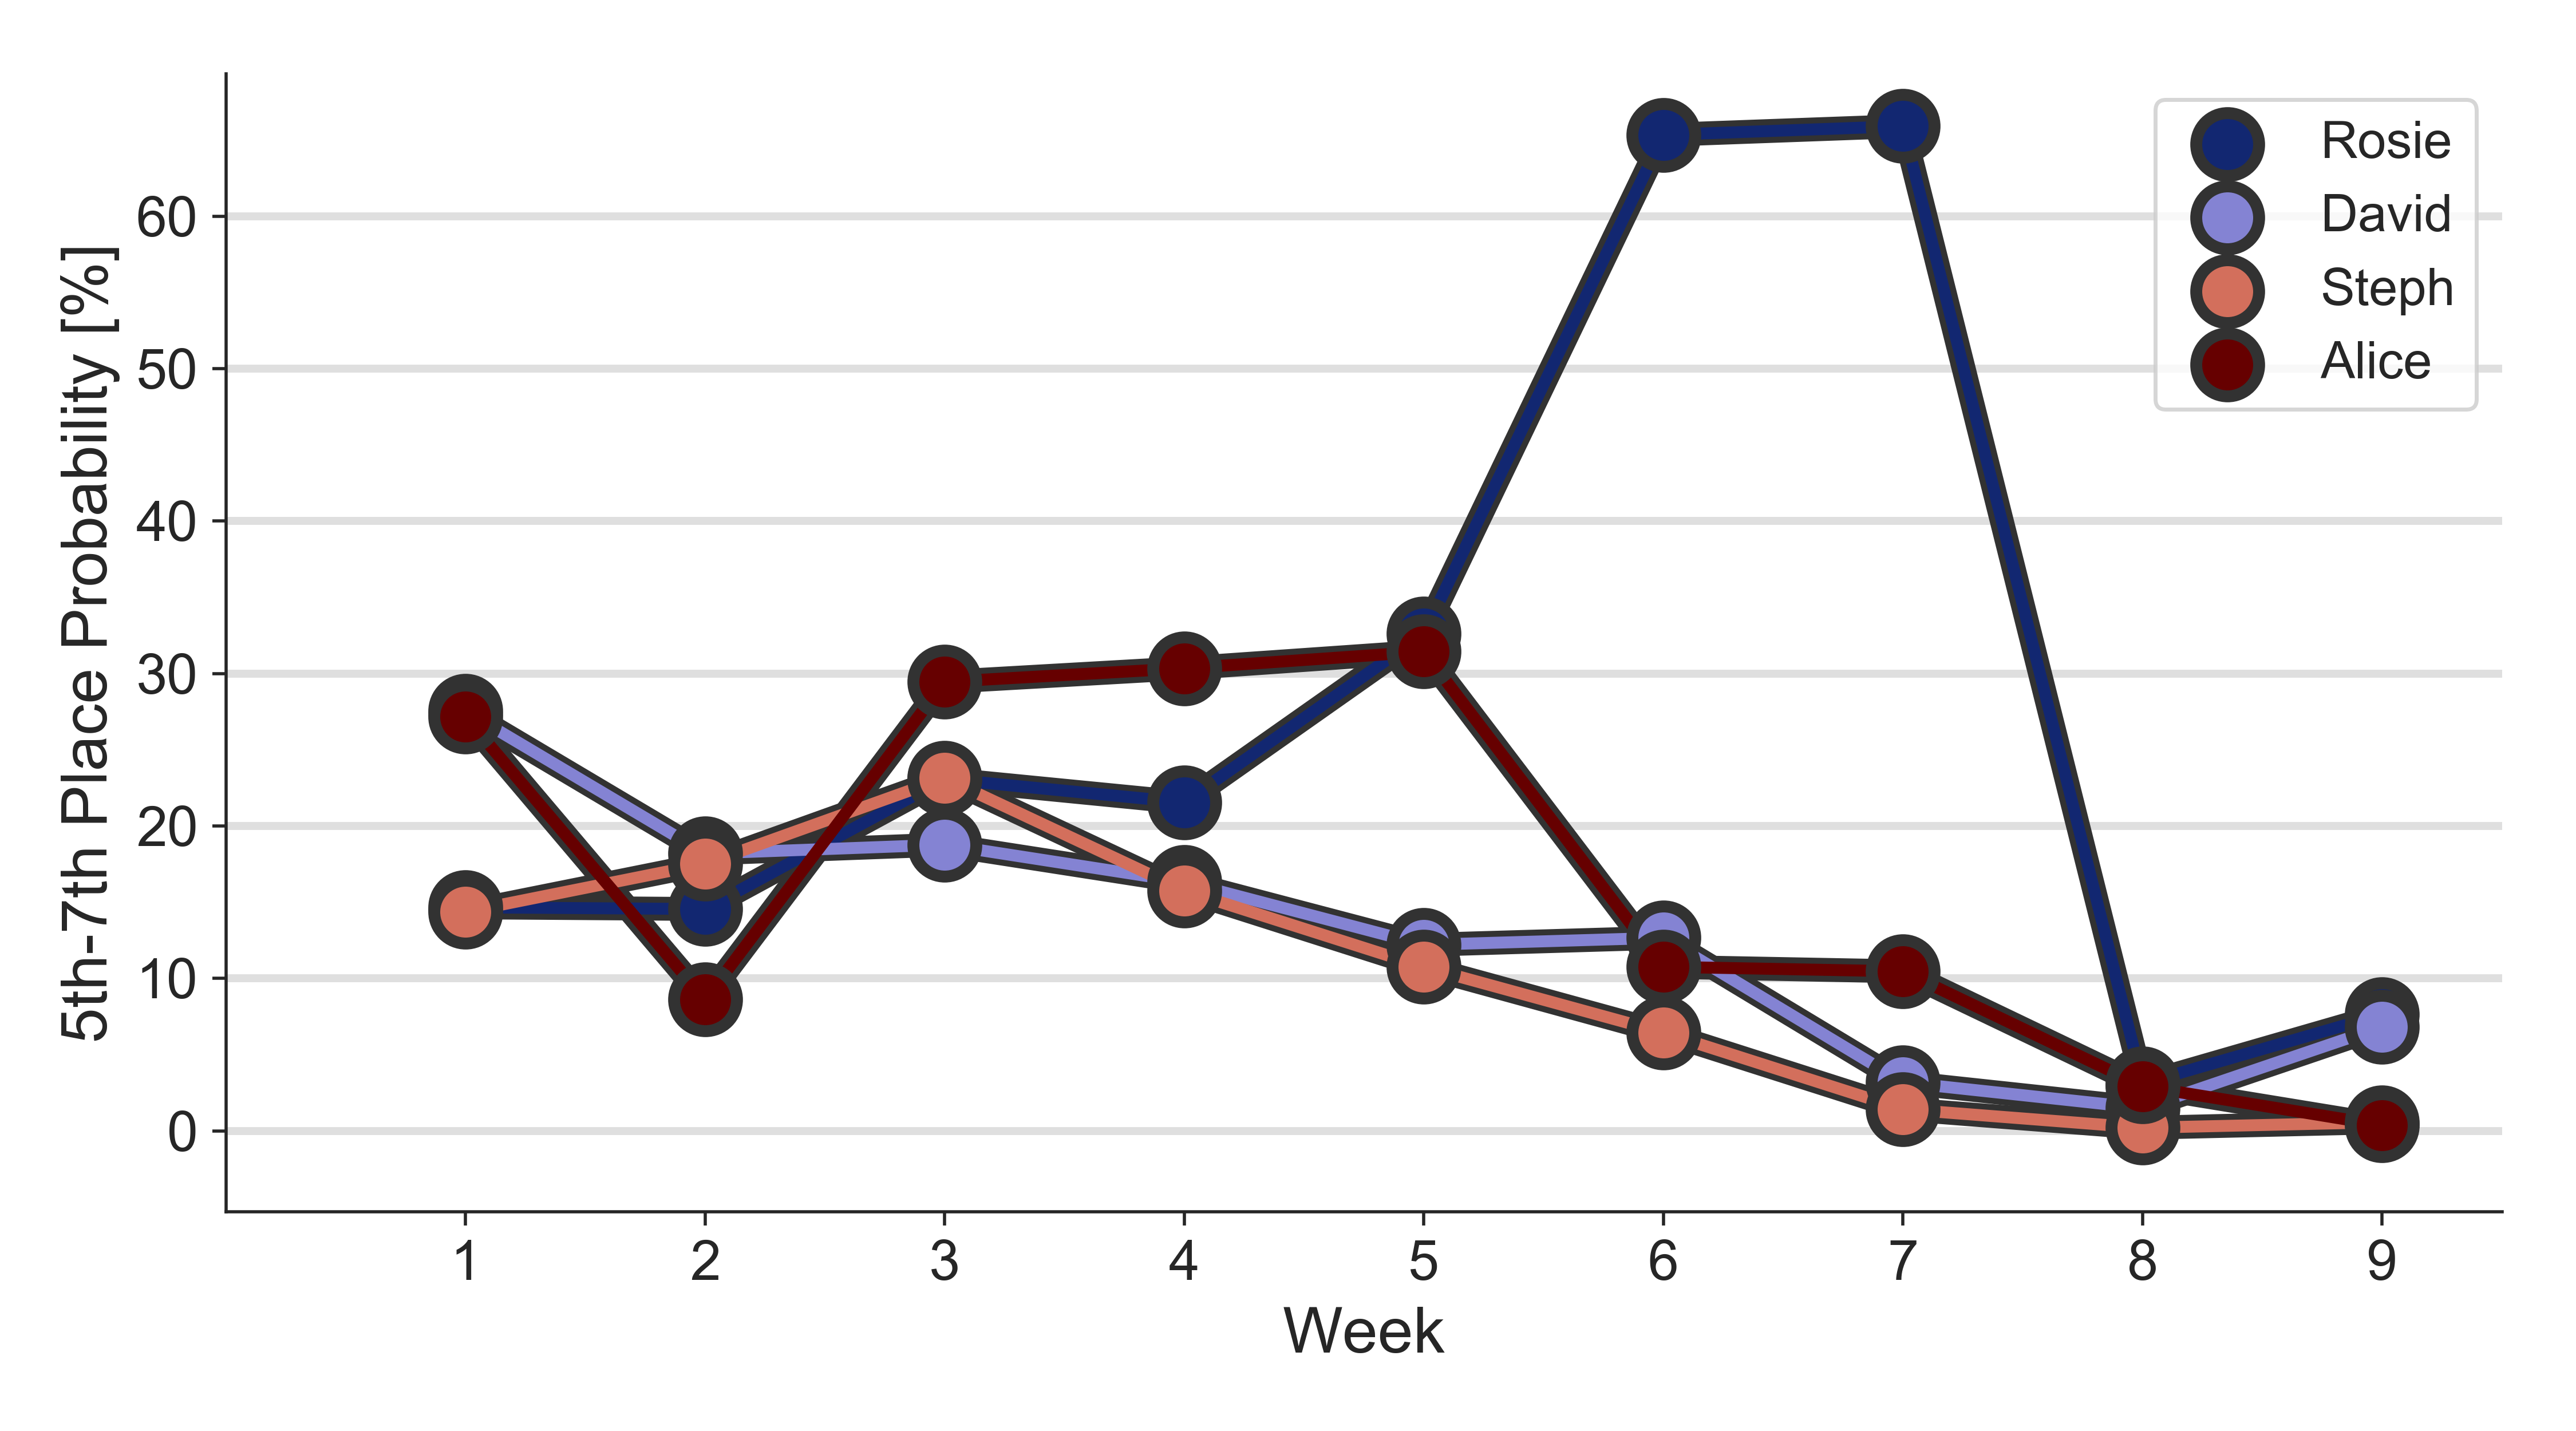 5th-7th Place Probability [%]
60
50
40
30
20
10
0
1 2 3 4 5 6 7 8 9
Week
Rosie
David
Steph
Alice